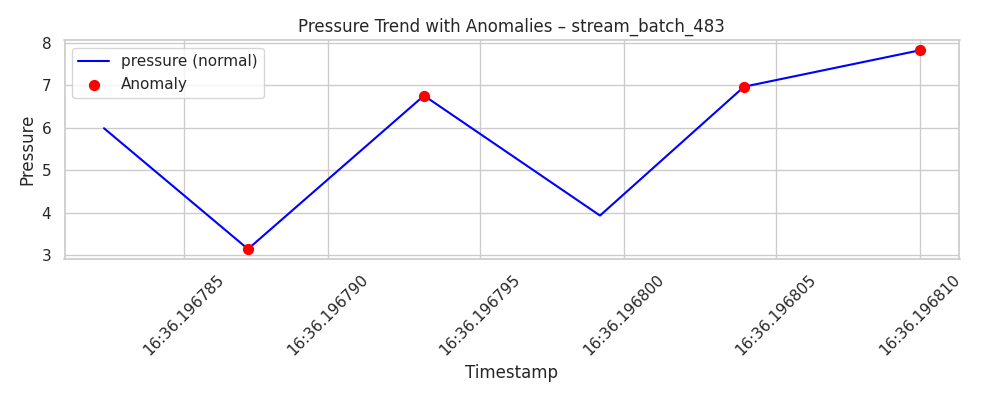 Pressure Trend with Anomalies – stream_batch_483
pressure (normal)
Anomaly
Pressure
8
7
6
5
4
3
16:36.196785
16:36.196790
16:36.196795
16:36.196800
16:36.196805
16:36.196810
Timestamp